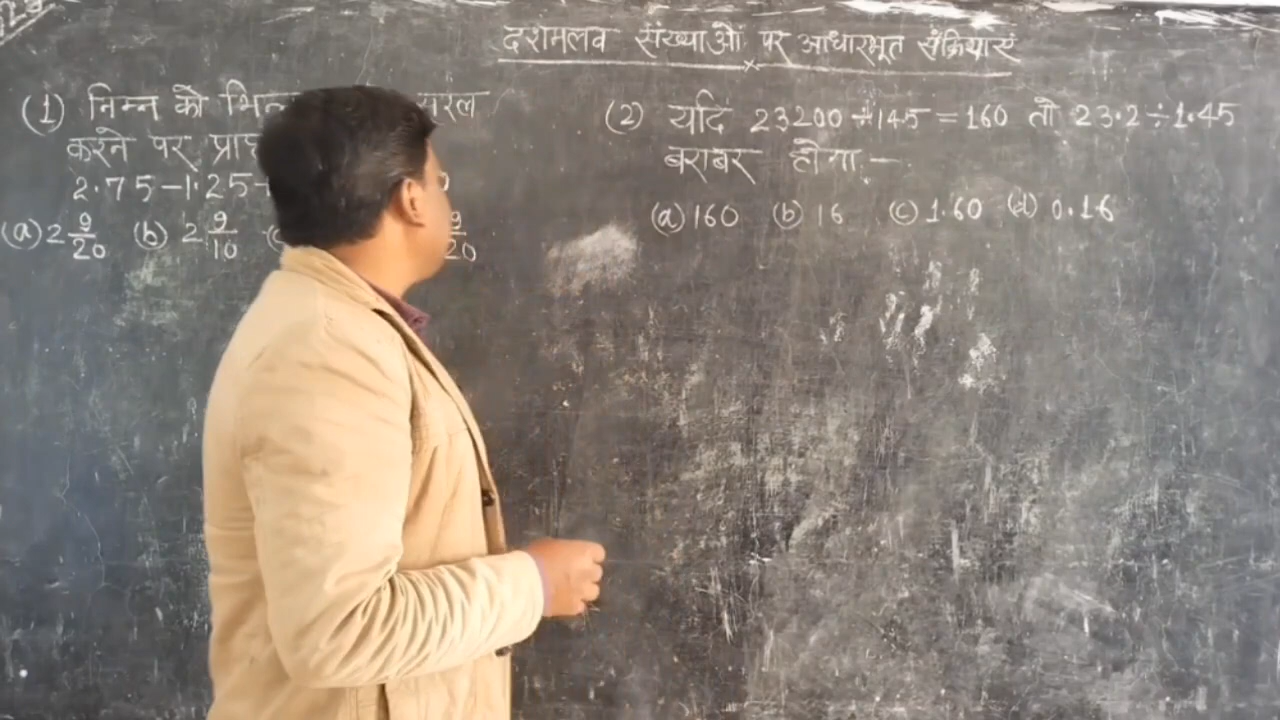 दशमलव संख्याओं पर आधारभूत संक्रियाएं
(1) निम्न को सरल
करने पर
2.75-1.25
(a) 2 9/20 (b) 2 9/10 9/20
(2) यदि 23200÷145=160 तो 23.2÷1.45
बराबर होगा:-
(a) 160 (b) 16 (c) 1.60 (d) 0.16